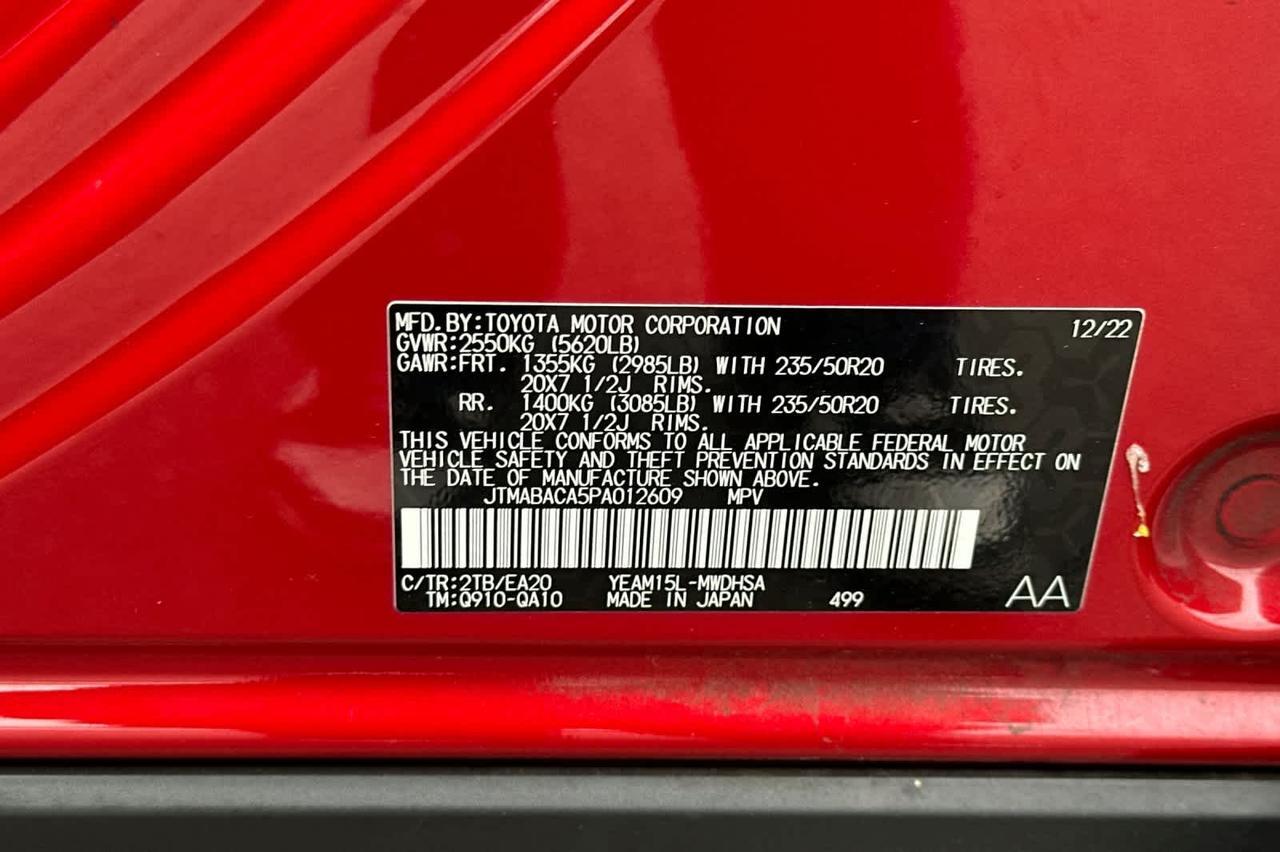 MFD.BY:TOYOTA MOTOR CORPORATION 12/22
GVWR:2550KG (5620LB)
GAWR:FRT. 1355KG (2985LB) WITH 235/50R20 TIRES.
20X7 1/2J RIMS.
RR. 1400KG (3085LB) WITH 235/50R20 TIRES.
20X7 1/2J RIMS.
THIS VEHICLE CONFORMS TO ALL APPLICABLE FEDERAL MOTOR
VEHICLE SAFETY AND THEFT PREVENTION STANDARDS IN EFFECT ON
THE DATE OF MANUFACTURE SHOWN ABOVE.
JTMABACA5PA012609 MPV
C/TR:2TB/EA20 YEAM15L-MWDHSA
TM:Q910-QA10 MADE IN JAPAN 499 AA